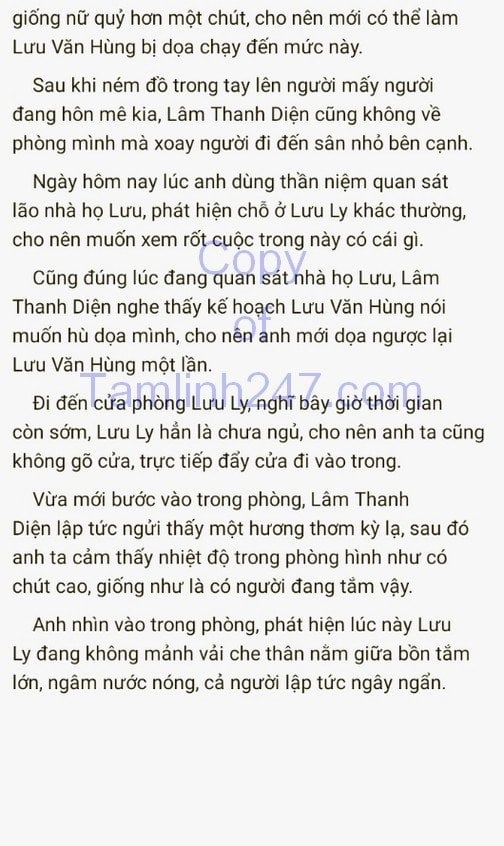 giống nữ quỷ hơn một chút, cho nên mới có thể làm
Lưu Văn Hùng bị dọa chạy đến mức này.
Sau khi ném đồ trong tay lên người mấy người
đang hôn mê kia, Lâm Thanh Diện cũng không về
phòng mình mà xoay người đi đến sân nhỏ bên cạnh.
Ngày hôm nay lúc anh dùng thần niệm quan sát
lão nhà họ Lưu, phát hiện chỗ ở Lưu Ly khác thường,
cho nên muốn xem rốt cuộc trong này có cái gì.
Copy
Cũng đúng lúc đang quan sát nhà họ Lưu, Lâm
Thanh Diện nghe thấy kế hoạch Lưu Văn Hùng nói
of
muốn hù dọa mình, cho nên anh mới dọa ngược lại
Lưu Văn Hùng một lần.
Tamlinh247.com
Đi đến cửa phòng Lưu Ly, nghĩ bây giờ thời gian
còn sớm, Lưu Ly hẳn là chưa ngủ, cho nên anh ta cũng
không gõ cửa, trực tiếp đẩy cửa đi vào trong.
Vừa mới bước vào trong phòng, Lâm Thanh
Diện lập tức ngửi thấy một hương thơm kỳ lạ, sau đó
anh ta cảm thấy nhiệt độ trong phòng hình như có
chút cao, giống như là có người đang tắm vậy.
Anh nhìn vào trong phòng, phát hiện lúc này Lưu
Ly đang không mảnh vải che thân nằm giữa bồn tắm
lớn, ngâm nước nóng, cả người lập tức ngây ngẩn.